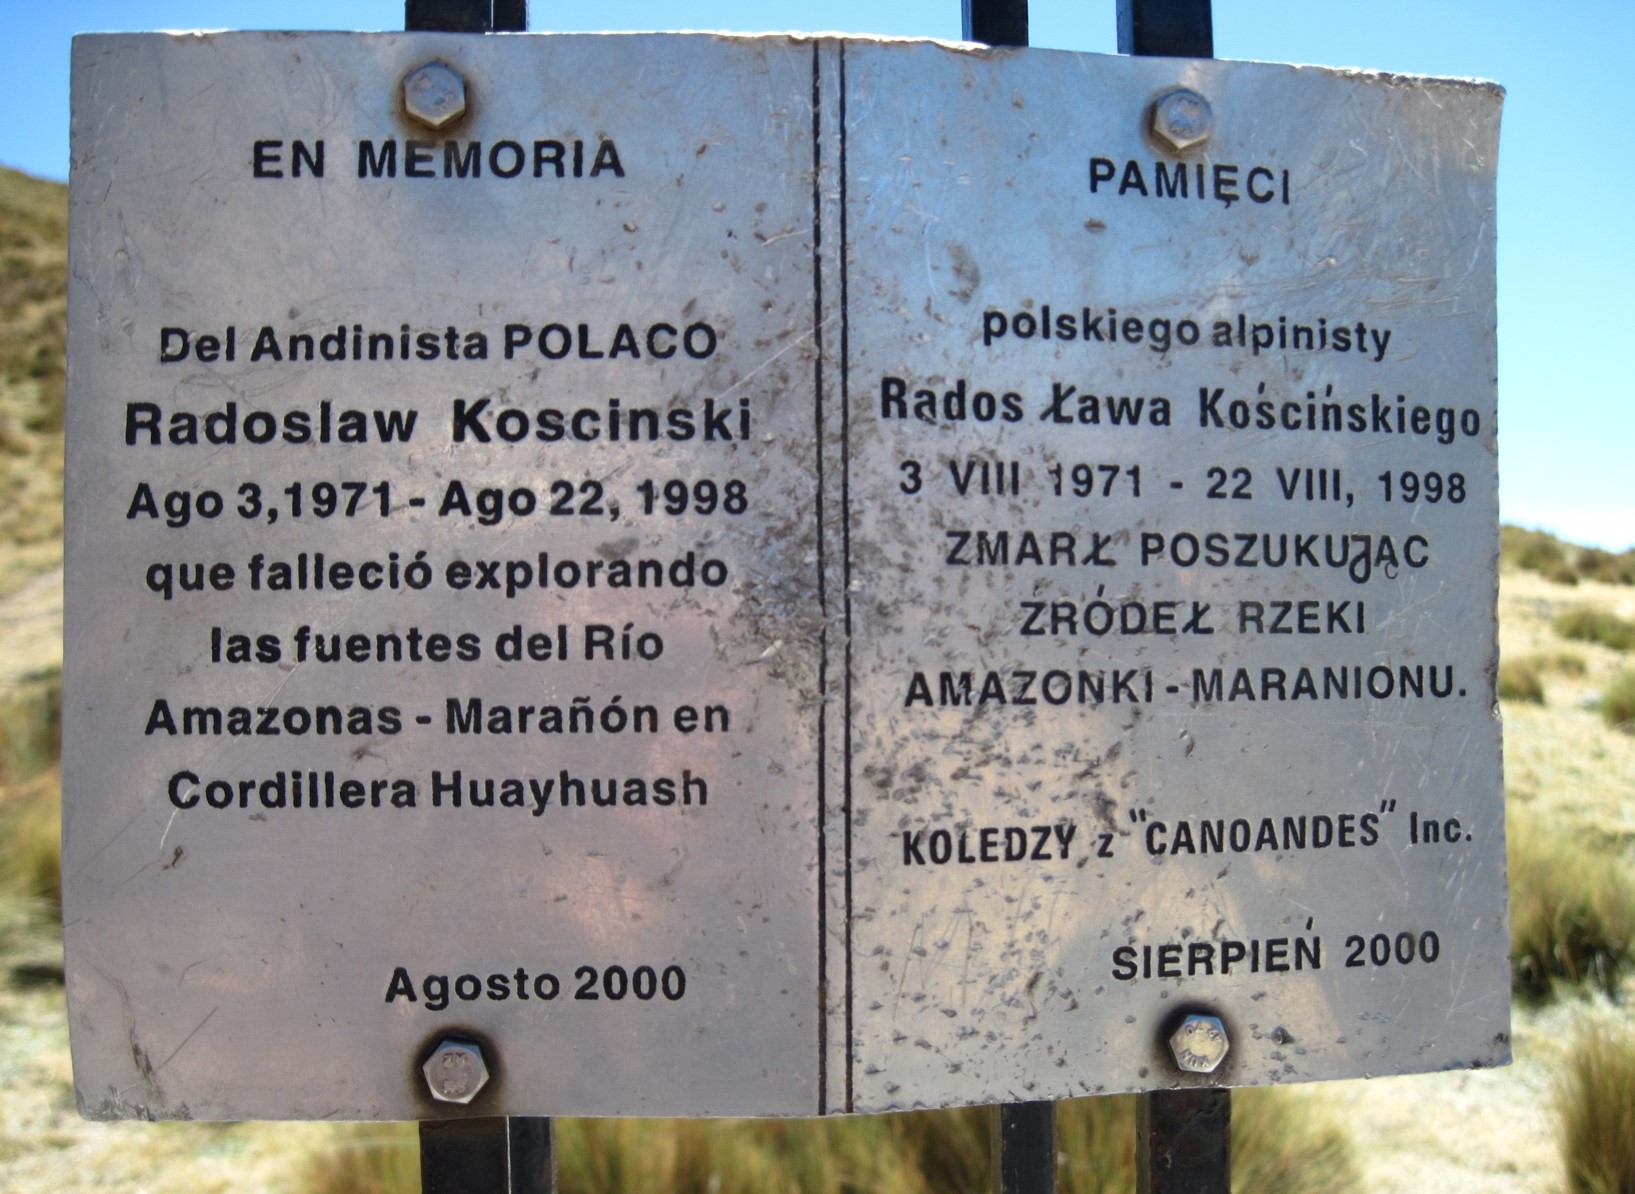 EN MEMORIA
Del Andinista POLACO
Radoslaw Koscinski
Ago 3,1971 - Ago 22, 1998
que falleció explorando
las fuentes del Río
Amazonas - Marañón en
Cordillera Huayhuash
Agosto 2000
PAMIĘCI
polskiego alpinisty
Rados Ława Kościńskiego
3 VIII 1971 - 22 VIII, 1998
ZMARŁ POSZUKUJĄC
ZRÓDEŁ RZEKI
AMAZONKI - MARANIONU.
KOLEDZY z "CANOANDES" Inc.
SIERPIEŃ 2000